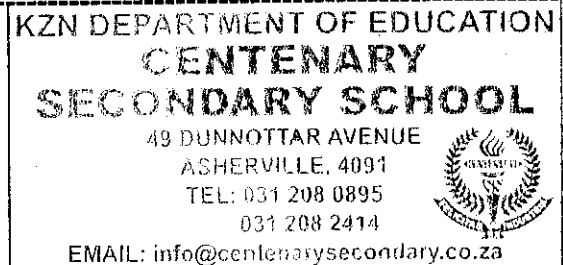 KZN DEPARTMENT OF EDUCATION
CENTENARY
SECONDARY SCHOOL
49 DUNNOTTAR AVENUE
ASHERVILLE, 4091
TEL: 031 208 0895
031 208 2414
EMAIL: info@centenarysecondary.co.za